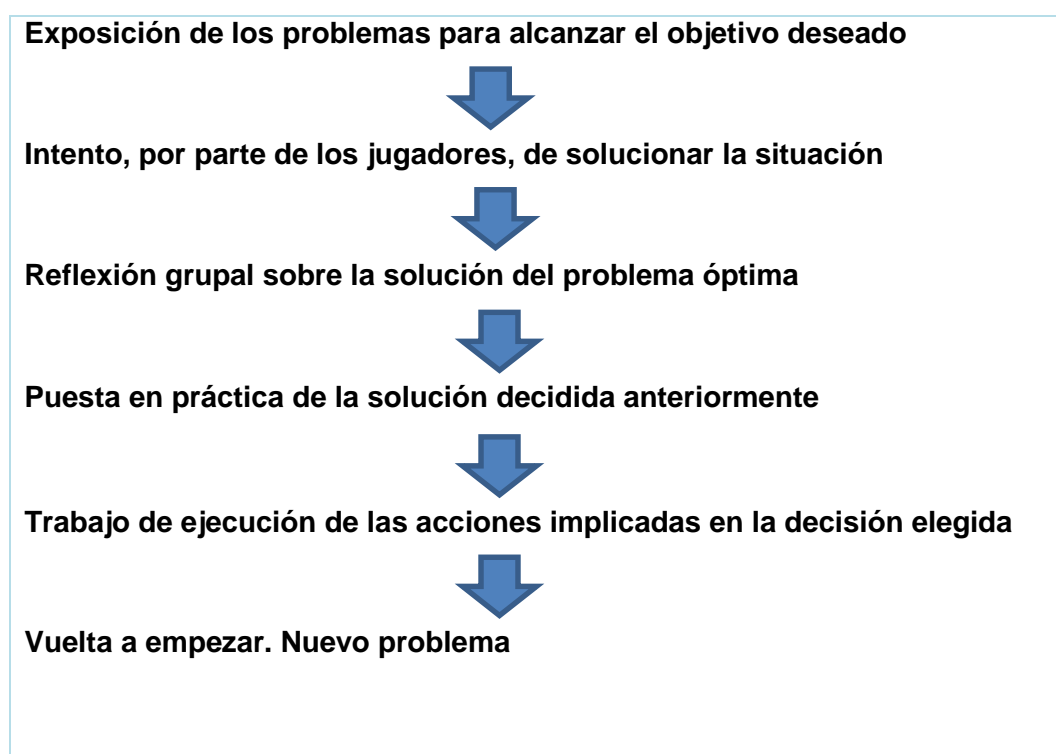 Exposición de los problemas para alcanzar el objetivo deseado
Intento, por parte de los jugadores, de solucionar la situación
Reflexión grupal sobre la solución del problema óptima
Puesta en práctica de la solución decidida anteriormente
Trabajo de ejecución de las acciones implicadas en la decisión elegida
Vuelta a empezar. Nuevo problema